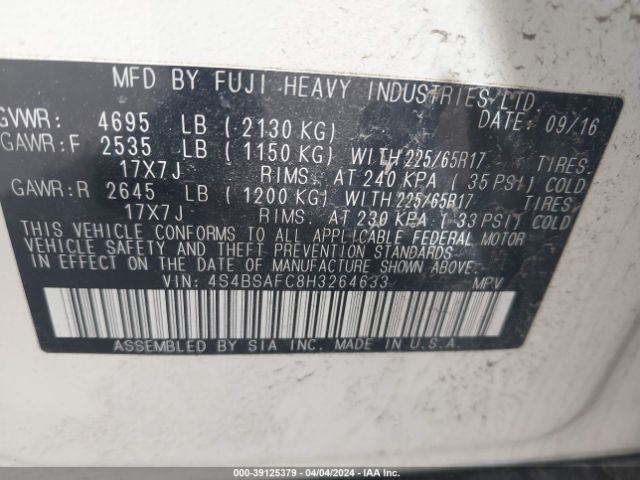 MFD BY FUJI HEAVY INDUSTRIES LTD.
GVWR: 4695 LB ( 2130 KG) DATE: 09/16
GAWR:F 2535 LB ( 1150 KG) WITH 225/65R17 TIRES
17X7J RIMS. AT 240 KPA ( 35 PSI) COLD
GAWR:R 2645 LB ( 1200 KG) WITH 225/65R17 TIRES
17X7J RIMS. AT 230 KPA ( 33 PSI) COLD
THIS VEHICLE CONFORMS TO ALL APPLICABLE FEDERAL MOTOR
VEHICLE SAFETY AND THEFT PREVENTION STANDARDS IN
EFFECT ON THE DATE OF MANUFACTURE SHOWN ABOVE.
VIN: 4S4BSAFC8H3264633 MPV
ASSEMBLED BY SIA INC. MADE IN U.S.A.
000-39125379 - 04/04/2024 - IAA Inc.